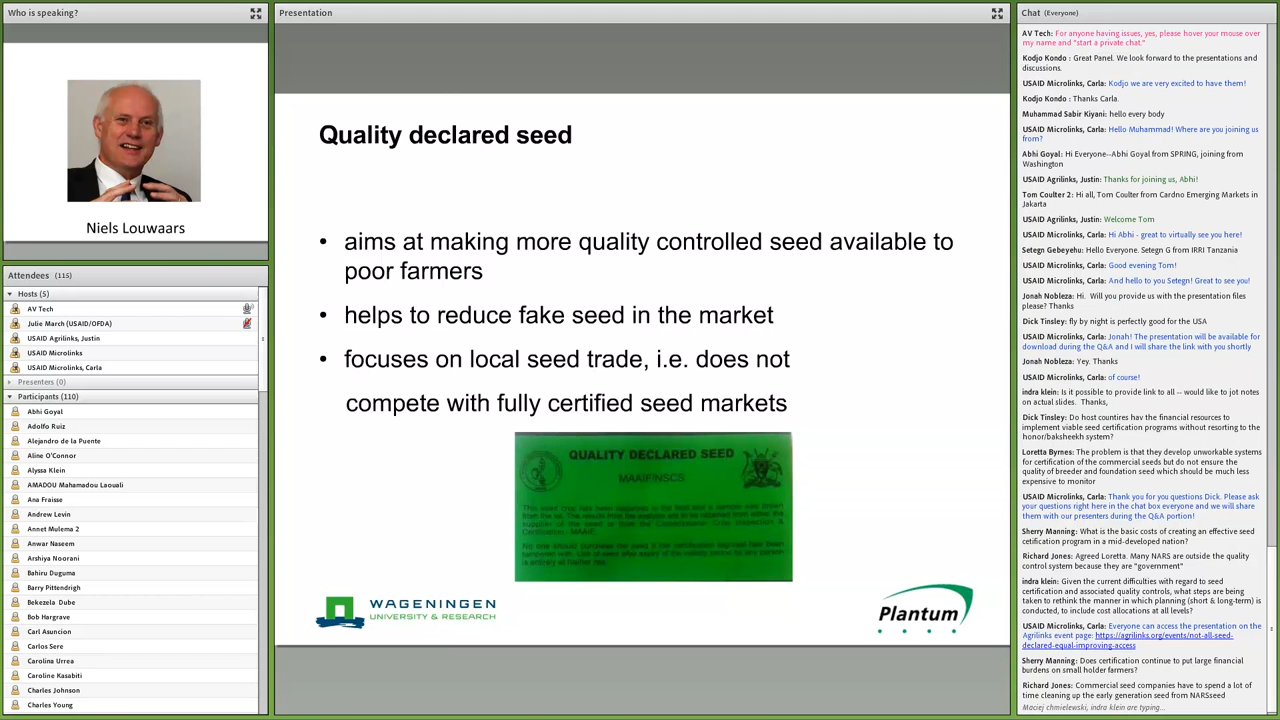 Who is speaking?
Niels Louwaars
Attendees (115)
Hosts (5)
AV Tech
Julie March (USAID/OFDA)
USAID Agrilinks, Justin
USAID Microlinks
USAID Microlinks, Carla
Presenters (0)
Participants (110)
Abhi Goyal
Adolfo Ruiz
Alejandro de la Puente
Aline O'Connor
Alyssa Klein
AMADOU Mahamadou Laouali
Ana Fraisse
Andrew Levin
Annet Mulema 2
Anwar Naseem
Arshiya Noorani
Bahiru Duguma
Barry Pittendrigh
Bekezela Dube
Bob Hargrave
Carl Asuncion
Carlos Sere
Carolina Urrea
Caroline Kasabiti
Charles Johnson
Charles Young
Presentation
Quality declared seed
• aims at making more quality controlled seed available to
poor farmers
• helps to reduce fake seed in the market
• focuses on local seed trade, i.e. does not
compete with fully certified seed markets
QUALITY DECLARED SEED
MAAIF/NSCS
WAGENINGEN
UNIVERSITY & RESEARCH
Plantum
Chat (Everyone)
AV Tech: For anyone having issues, yes, please hover your mouse over
my name and "start a private chat."
Kodjo Kondo : Great Panel. We look forward to the presentations and
discussions.
USAID Microlinks, Carla: Kodjo we are very excited to have them!
Kodjo Kondo : Thanks Carla.
Muhammad Sabir Kiyani: hello every body
USAID Microlinks, Carla: Hello Muhammad! Where are you joining us
from?
Abhi Goyal: Hi Everyone--Abhi Goyal from SPRING, joining from
Washington
USAID Agrilinks, Justin: Thanks for joining us, Abhi!
Tom Coulter 2: Hi all, Tom Coulter from Cardno Emerging Markets in
Jakarta
USAID Agrilinks, Justin: Welcome Tom
USAID Microlinks, Carla: Hi Abhi - great to virtually see you here!
Setegn Gebeyehu: Hello Everyone. Setegn G from IRRI Tanzania
USAID Microlinks, Carla: Good evening Tom!
USAID Microlinks, Carla: And hello to you Setegn! Great to see you!
Jonah Nobleza: Hi. Will you provide us with the presentation files
please? Thanks
Dick Tinsley: fly by night is perfectly good for the USA
USAID Microlinks, Carla: Jonah! The presentation will be available for
download during the Q&A and I will share the link with you shortly
Jonah Nobleza: Yey. Thanks
USAID Microlinks, Carla: of course!
indra klein: Is it possible to provide link to all -- would like to jot notes
on actual slides. Thanks,
Dick Tinsley: Do host countires hav the financial resources to
implement viable seed certification programs without resorting to the
honor/baksheekh system?
Loretta Byrnes: The problem is that they develop unworkable systems
for certification of the commercial seeds but do not ensure the
quality of breeder and foundation seed which should be much less
expensive to monitor
USAID Microlinks, Carla: Thank you for you questions Dick. Please ask
your questions right here in the chat box everyone and we will share
them with our presenters during the Q&A portion!
Sherry Manning: What is the basic costs of creating an effective seed
cetification program in a mid-developed nation?
Richard Jones: Agreed Loretta. Many NARS are outside the quality
control system because they are "government"
indra klein: Given the current difficulties with regard to seed
certification and associated quality controls, what steps are being
taken to rethink the manner in which planning (short & long-term) is
conducted, to include cost allocations at all levels?
USAID Microlinks, Carla: Everyone can access the presentation on the
Agrilinks event page: https://agrilinks.org/events/not-all-seed-
declared-equal-improving-access
Sherry Manning: Does certification continue to put large financial
burdens on small holder farmers?
Richard Jones: Commercial seed companies have to spend a lot of
time cleaning up the early generation seed from NARSseed
Maciej chmielewski, indra klein are typing...